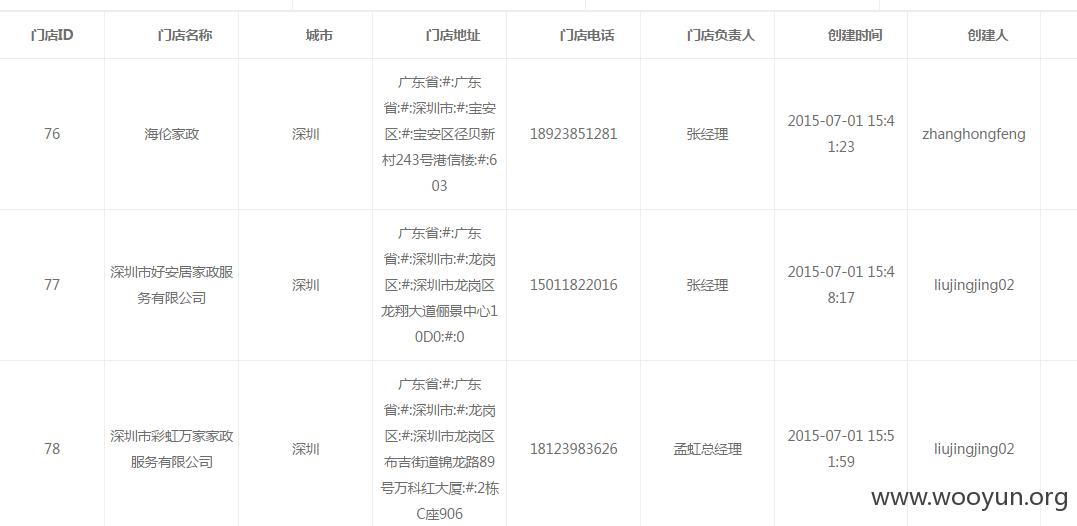 门店ID 门店名称 城市 门店地址 门店电话 门店负责人 创建时间 创建人
广东省:#:广东
省:#:深圳市:#:宝安
区:#:宝安区径贝新
村243号港信楼:#:6
03
76 海伦家政 深圳 18923851281 张经理
2015-07-01 15:4
1:23
zhanghongfeng
广东省:#:广东
省:#:深圳市:#:龙岗
区:#:深圳市龙岗区
龙翔大道俪景中心1
0D0:#:0
77
深圳市好安居家政服
务有限公司
深圳
15011822016 张经理
2015-07-01 15:4
8:17
liujingjing02
广东省:#:广东
省:#:深圳市:#:龙岗
区:#:深圳市龙岗区
布吉街道锦龙路89
号万科红大厦:#:2栋
C座906
78
深圳市彩虹万家家政
服务有限公司
深圳
18123983626 孟虹总经理
2015-07-01 15:5
1:59
liujingjing02
www.wooyun.org